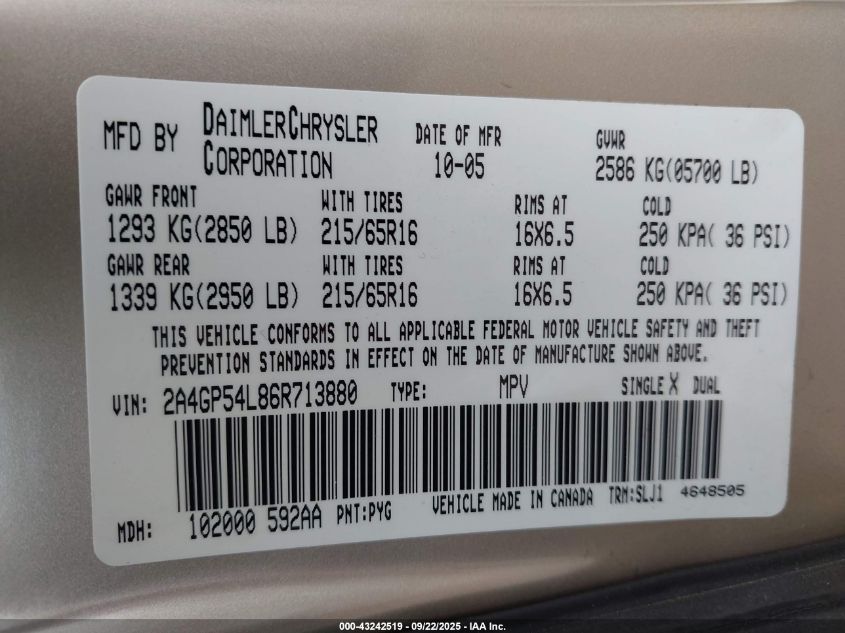 MFD BY DAIMLERCHRYSLER CORPORATION DATE OF MFR 10-05 GVWR 2586 KG(05700 LB)
GAWR FRONT WITH TIRES RIMS AT COLD
1293 KG(2850 LB) 215/65R16 16X6.5 250 KPA( 36 PSI)
GAWR REAR WITH TIRES RIMS AT COLD
1339 KG(2950 LB) 215/65R16 16X6.5 250 KPA( 36 PSI)
THIS VEHICLE CONFORMS TO ALL APPLICABLE FEDERAL MOTOR VEHICLE SAFETY AND THEFT
PREVENTION STANDARDS IN EFFECT ON THE DATE OF MANUFACTURE SHOWN ABOVE.
VIN: 2A4GP54L86R713880 TYPE: MPV SINGLE X DUAL
MDH: 102000 592AA PNT:PYG VEHICLE MADE IN CANADA TRM:SLJ1 4648505
000-43242519 - 09/22/2025 - IAA Inc.